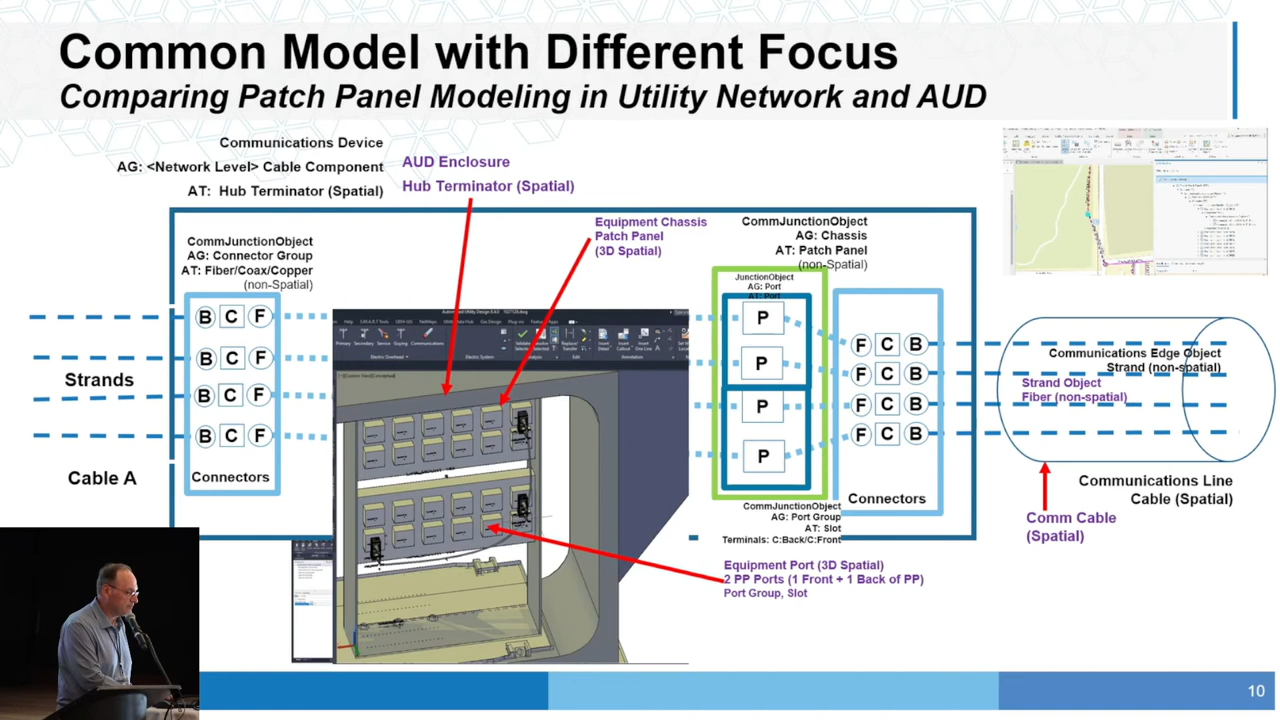 Common Model with Different Focus
Comparing Patch Panel Modeling in Utility Network and AUD
Communications Device
AG: <Network Level> Cable Component
AT: Hub Terminator (Spatial)
AUD Enclosure
Hub Terminator (Spatial)
Equipment Chassis
Patch Panel
(3D Spatial)
CommJunctionObject
AG: Chassis
AT: Patch Panel
(non-Spatial)
CommJunctionObject
AG: Connector Group
AT: Fiber/Coax/Copper
(non-Spatial)
JunctionObject
AG: Port
AT: Port
B C F
B C F
B C F
B C F
Connectors
Strands
Cable A
P
P
P
P
F C B
F C B
F C B
F C B
Connectors
Communications Edge Object
Strand (non-spatial)
Strand Object
Fiber (non-spatial)
Communications Line
Cable (Spatial)
Comm Cable
(Spatial)
CommJunctionObject
AG: Port Group
AT: Slot
Terminals: C:Back/C:Front
Equipment Port (3D Spatial)
2 PP Ports (1 Front + 1 Back of PP)
Port Group, Slot
10